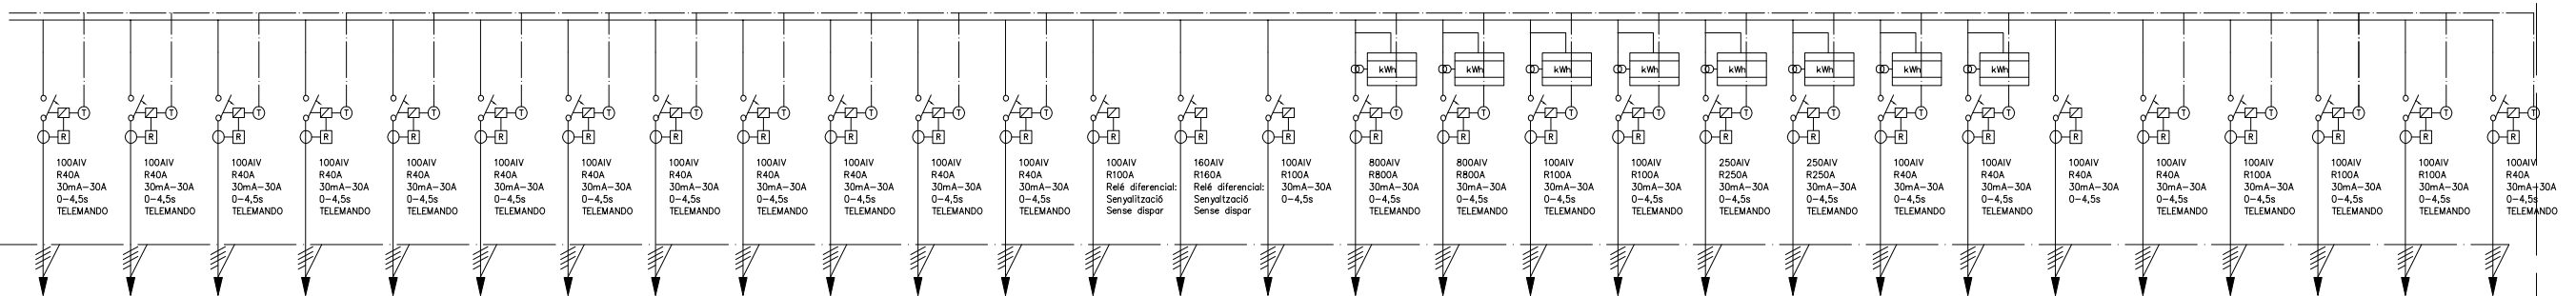 T
R
100AIV
R40A
30mA-30A
0-4,5s
TELEMANDO
T
R
100AIV
R40A
30mA-30A
0-4,5s
TELEMANDO
T
R
100AIV
R40A
30mA-30A
0-4,5s
TELEMANDO
T
R
100AIV
R40A
30mA-30A
0-4,5s
TELEMANDO
T
R
100AIV
R40A
30mA-30A
0-4,5s
TELEMANDO
T
R
100AIV
R40A
30mA-30A
0-4,5s
TELEMANDO
T
R
100AIV
R40A
30mA-30A
0-4,5s
TELEMANDO
T
R
100AIV
R40A
30mA-30A
0-4,5s
TELEMANDO
T
R
100AIV
R40A
30mA-30A
0-4,5s
TELEMANDO
T
R
100AIV
R40A
30mA-30A
0-4,5s
TELEMANDO
T
R
100AIV
R40A
30mA-30A
0-4,5s
TELEMANDO
T
R
100AIV
R40A
30mA-30A
0-4,5s
TELEMANDO
R
100AIV
R100A
Relé diferencial:
Senyalització
Sense dispar
R
160AIV
R160A
Relé diferencial:
Senyaltzació
Sense dispar
R
100AIV
R100A
30mA-30A
0-4,5s
kWh
T
R
800AIV
R800A
30mA-30A
0-4,5s
TELEMANDO
kWh
T
R
800AIV
R800A
30mA-30A
0-4,5s
TELEMANDO
kWh
T
R
100AIV
R100A
30mA-30A
0-4,5s
TELEMANDO
kWh
T
R
100AIV
R100A
30mA-30A
0-4,5s
TELEMANDO
kWh
T
R
250AIV
R250A
30mA-30A
0-4,5s
TELEMANDO
kWh
T
R
250AIV
R250A
30mA-30A
0-4,5s
TELEMANDO
kWh
T
R
100AIV
R40A
30mA-30A
0-4,5s
TELEMANDO
kWh
T
R
100AIV
R40A
30mA-30A
0-4,5s
TELEMANDO
R
100AIV
R40A
30mA-30A
0-4,5s
T
R
100AIV
R40A
30mA-30A
0-4,5s
TELEMANDO
T
R
100AIV
R100A
30mA-30A
0-4,5s
TELEMANDO
T
R
100AIV
R100A
30mA-30A
0-4,5s
TELEMANDO
T
R
100AIV
R100A
30mA-30A
0-4,5s
TELEMANDO
T
R
100AIV
R40A
30mA-30A
0-4,5s
TELEMANDO